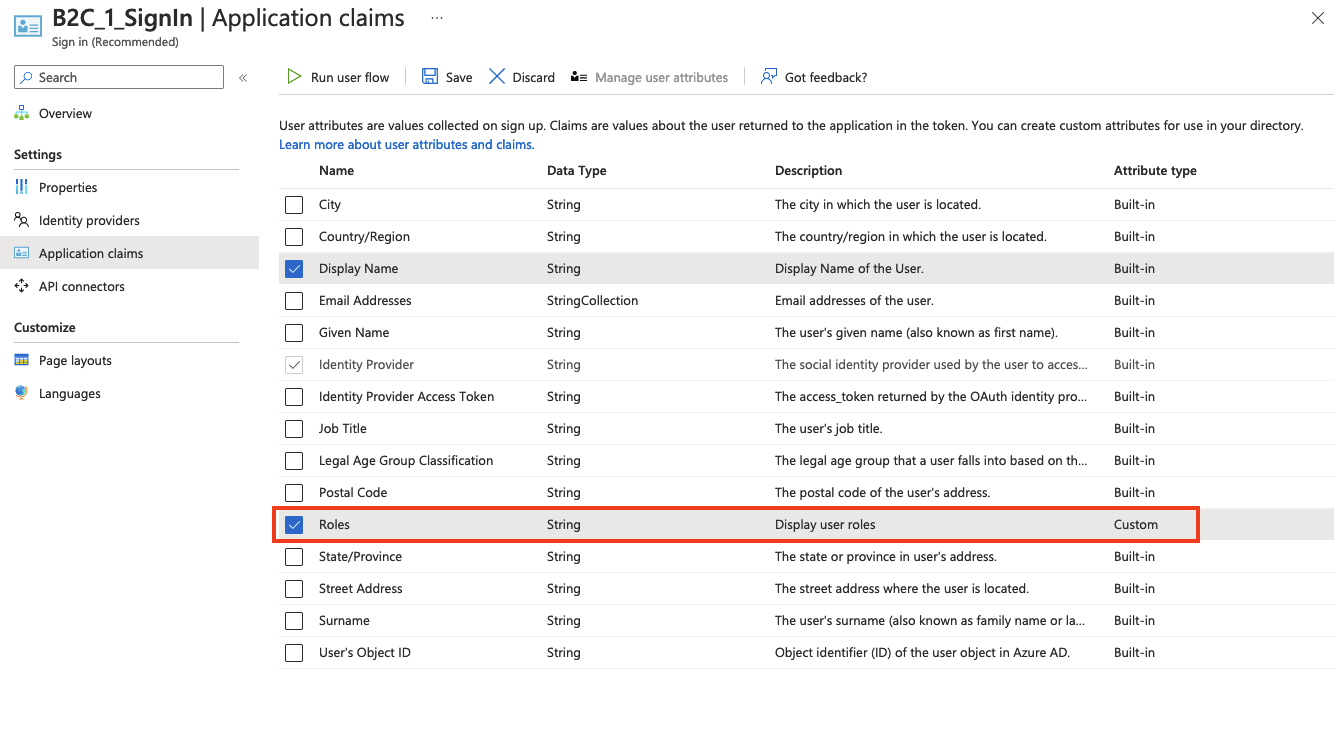 B2C_1_SignIn | Application claims ...
Sign in (Recommended)
Search «
Overview
Settings
Properties
Identity providers
Application claims
API connectors
Customize
Page layouts
Languages
Run user flow Save Discard Manage user attributes Got feedback?
User attributes are values collected on sign up. Claims are values about the user returned to the application in the token. You can create custom attributes for use in your directory.
Learn more about user attributes and claims.
Name Data Type Description Attribute type
City String The city in which the user is located. Built-in
Country/Region String The country/region in which the user is located. Built-in
Display Name String Display Name of the User. Built-in
Email Addresses StringCollection Email addresses of the user. Built-in
Given Name String The user's given name (also known as first name). Built-in
Identity Provider String The social identity provider used by the user to acces... Built-in
Identity Provider Access Token String The access_token returned by the OAuth identity pro... Built-in
Job Title String The user's job title. Built-in
Legal Age Group Classification String The legal age group that a user falls into based on th... Built-in
Postal Code String The postal code of the user's address. Built-in
Roles String Display user roles Custom
State/Province String The state or province in user's address. Built-in
Street Address String The street address where the user is located. Built-in
Surname String The user's surname (also known as family name or la... Built-in
User's Object ID String Object identifier (ID) of the user object in Azure AD. Built-in